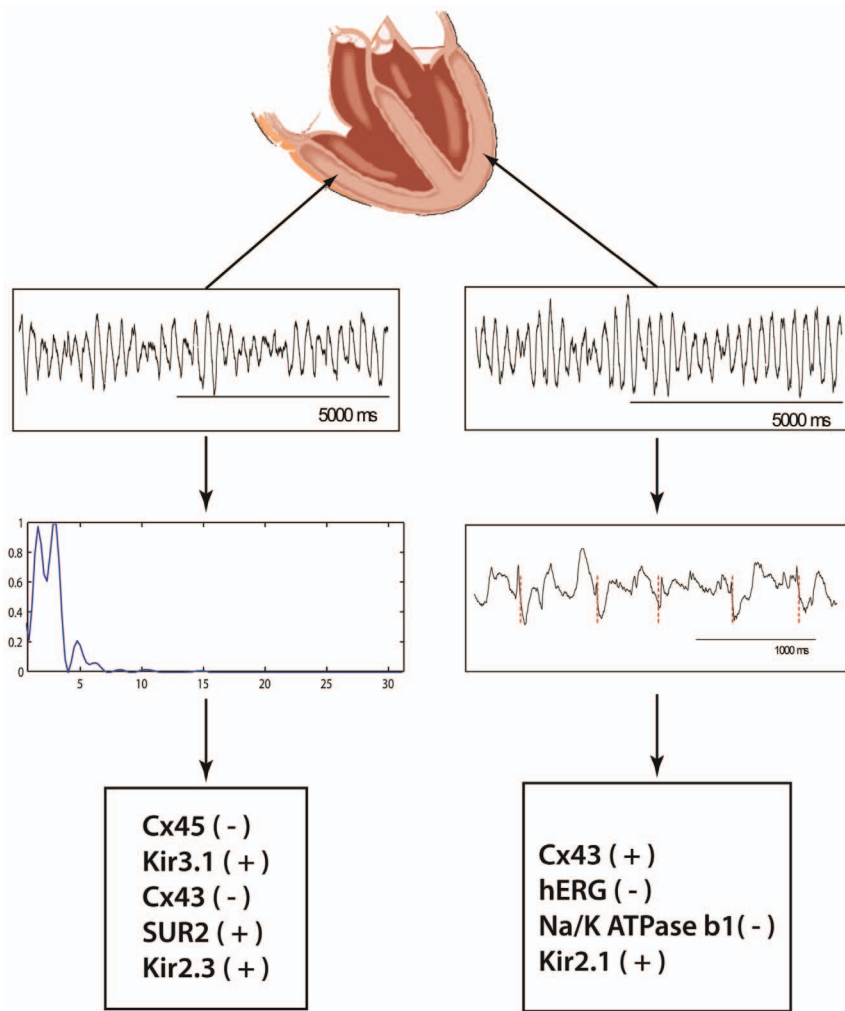 5000 ms
5000 ms
1
0.8
0.6
0.4
0.2
0
5
10
15
20
25
30
1000 ms
Cx45 ( - )
Kir3.1 ( + )
Cx43 ( - )
SUR2 ( + )
Kir2.3 ( + )
Cx43 ( + )
hERG ( - )
Na/K ATPase b1( - )
Kir2.1 ( + )